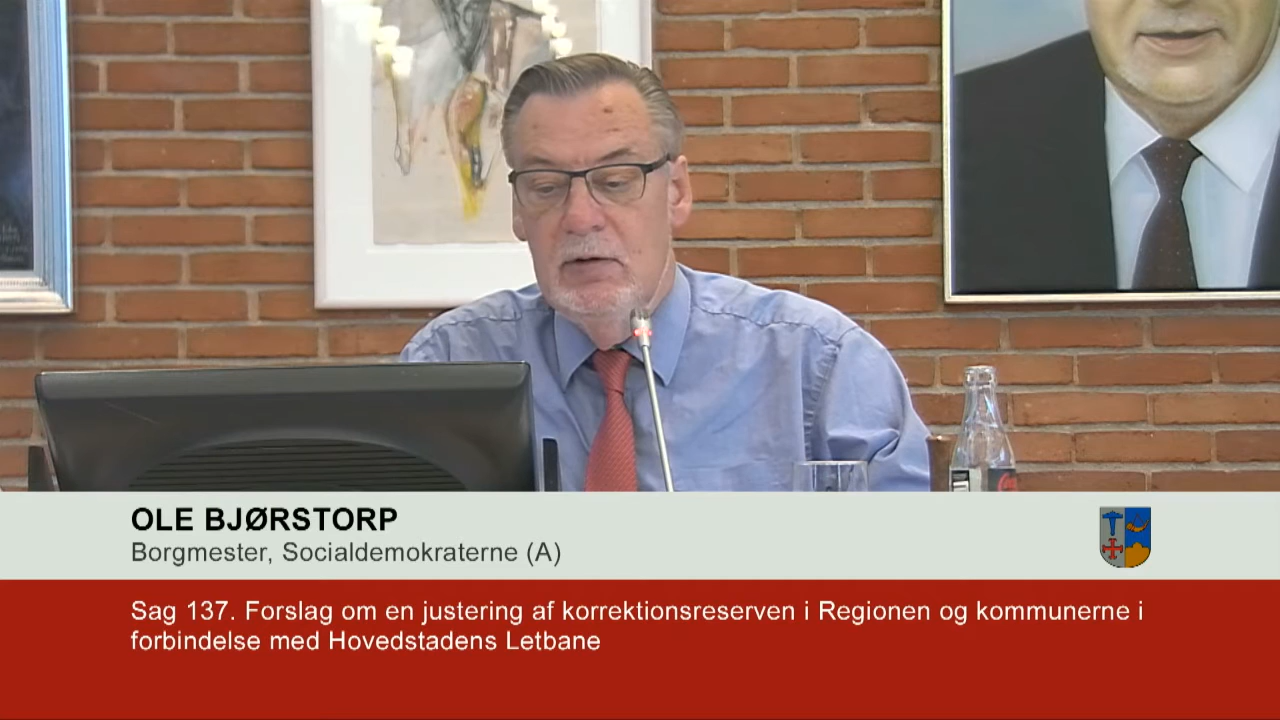 OLE BJØRSTORP
Borgmester, Socialdemokraterne (A)
Sag 137. Forslag om en justering af korrektionsreserven i Regionen og kommunerne i
forbindelse med Hovedstadens Letbane